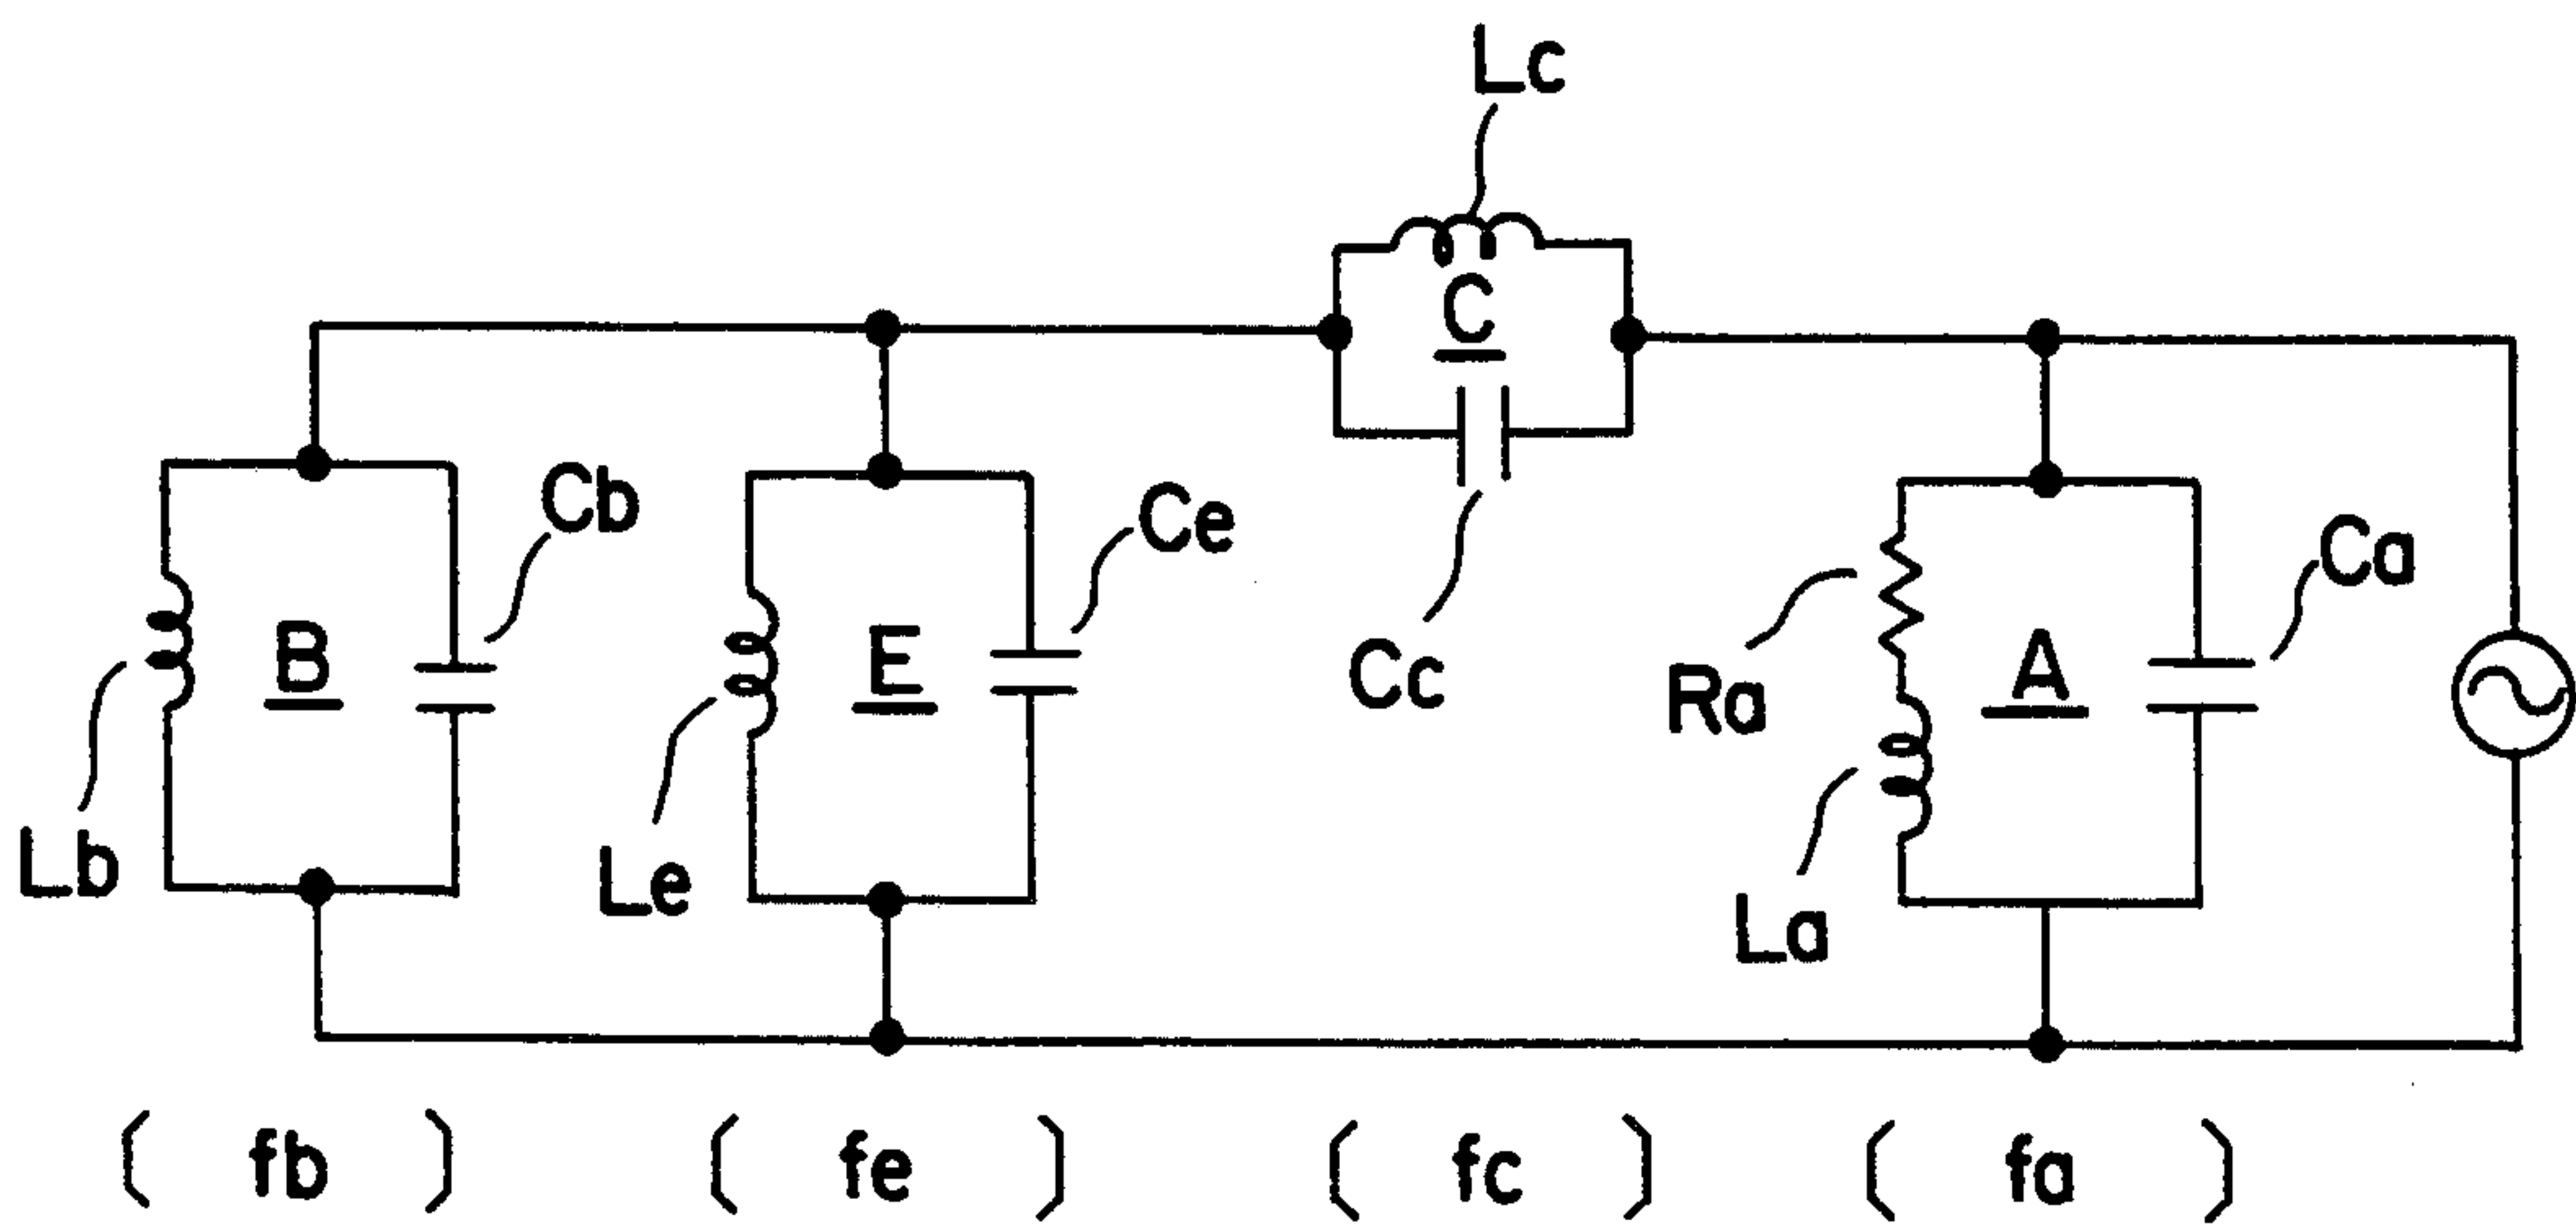 Lc
C
Cb
Ce
Ca
B
E
Cc
Ra
A
Lb
Le
La
( fb ) ( fe ) ( fc ) ( fa )